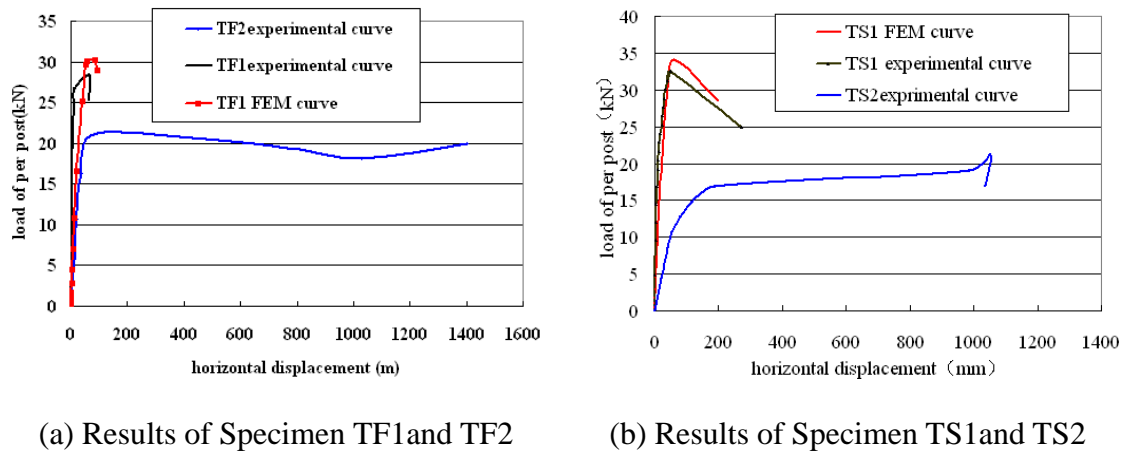 35
30
25
20
15
10
5
0
load of per post(kN)
TF2experimental curve
TF1experimental curve
TF1 FEM curve
0 200 400 600 800 1000 1200 1400 1600
horizontal displacement (m)
(a) Results of Specimen TF1and TF2
40
35
30
25
20
15
10
5
0
load of per post（kN）
TS1 FEM curve
TS1 experimental curve
TS2exprimental curve
0 200 400 600 800 1000 1200 1400
horizontal displacement（mm）
(b) Results of Specimen TS1and TS2